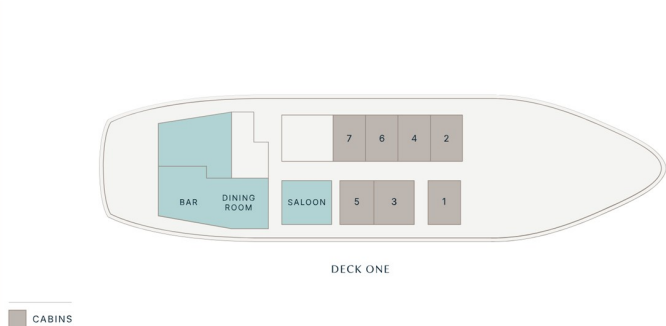 7 6 4 2
BAR
DINING
ROOM
SALOON
5 3 1
DECK ONE
CABINS